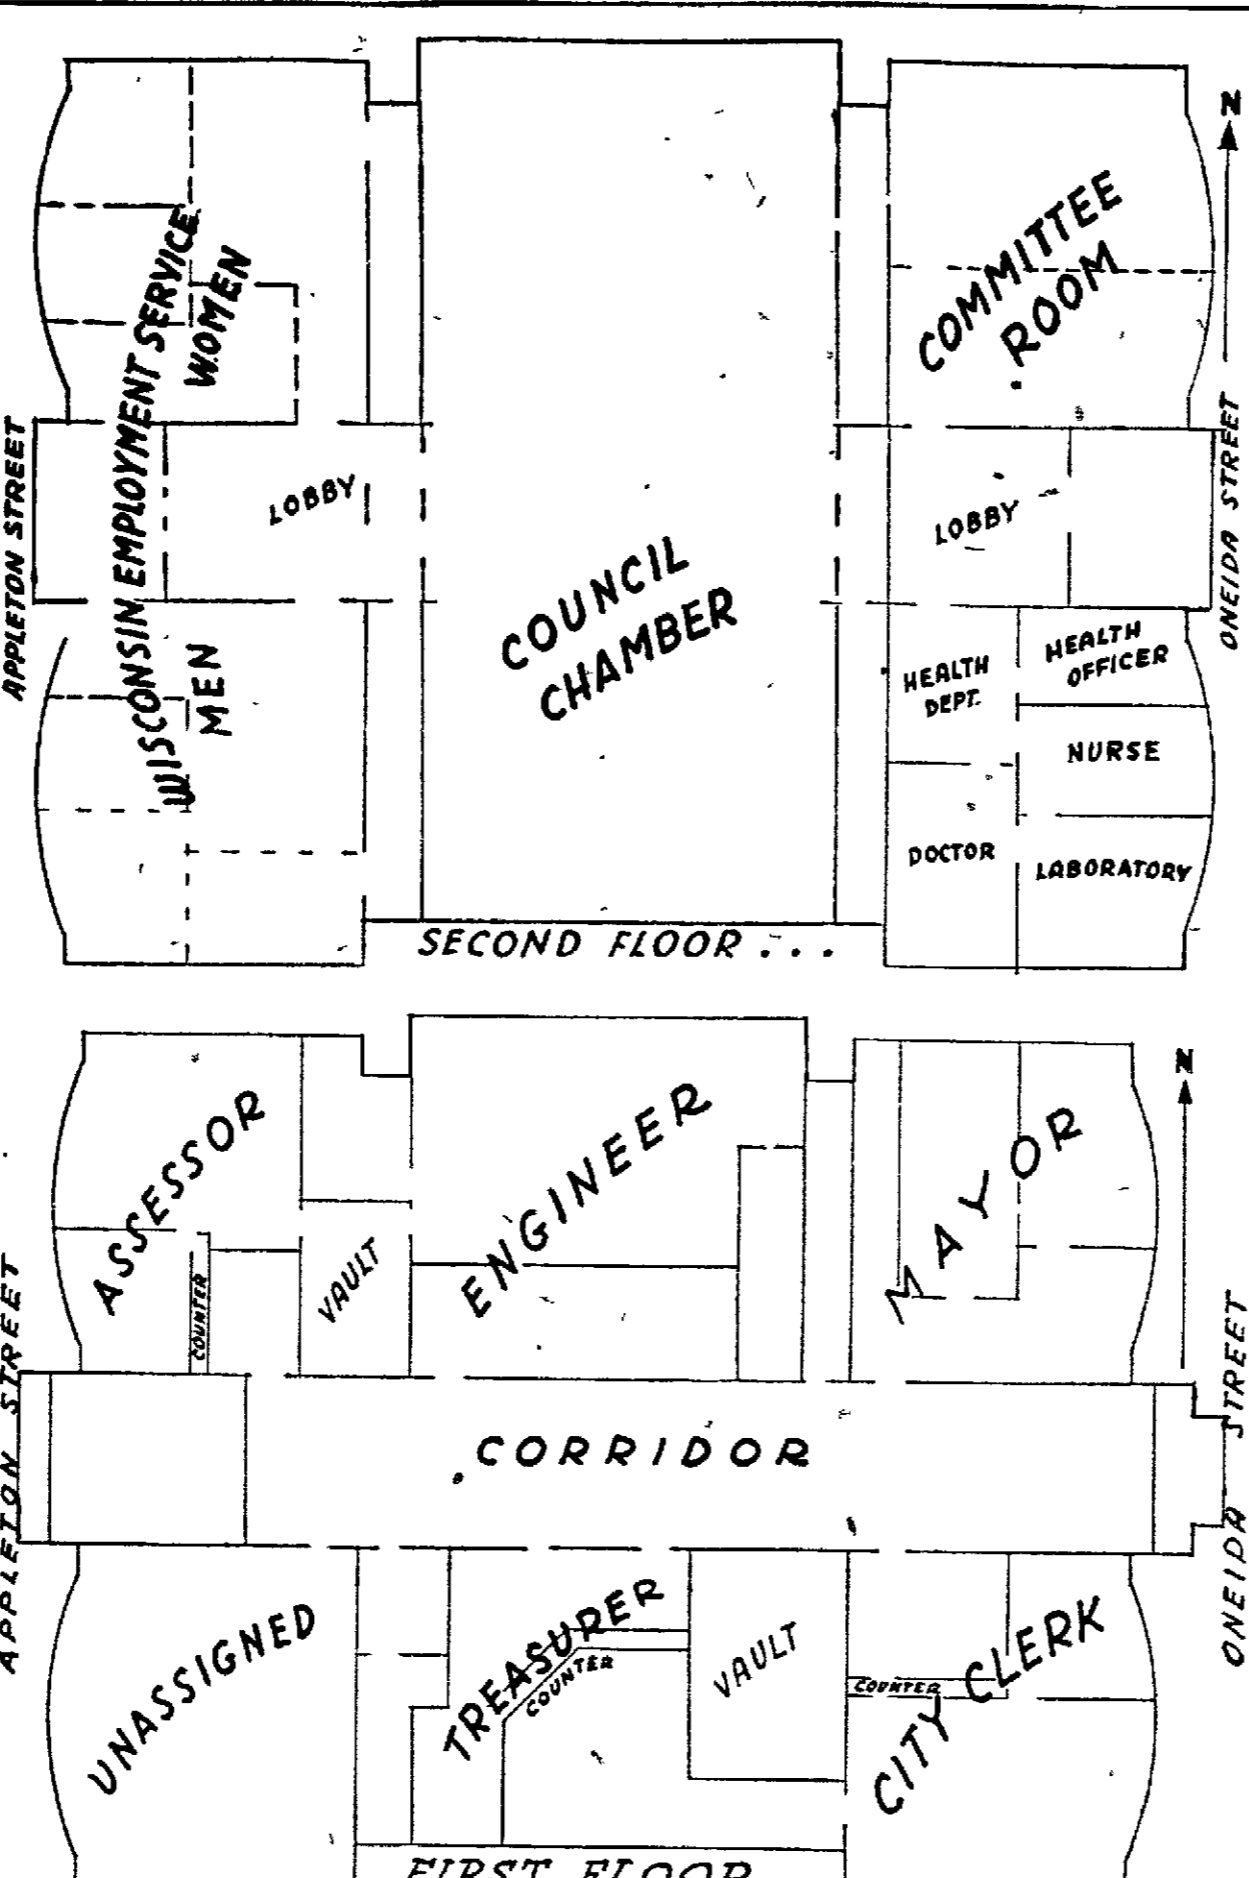 N
WISCONSIN EMPLOYMENT SERVICE
WOMEN
COMMITTEE
ROOM
APPLETON STREET
LOBBY
LOBBY
ONEIDA STREET
COUNCIL
CHAMBER
MEN
HEALTH
DEPT.
HEALTH
OFFICER
NURSE
DOCTOR
LABORATORY
SECOND FLOOR...
N
ASSESSOR
COUNTER
VAULT
ENGINEER
MAYOR
APPLETON STREET
CORRIDOR
ONEIDA STREET
UNASSIGNED
TREASURER
COUNTER
VAULT
COUNTER
CITY CLERK
FIRST FLOOR